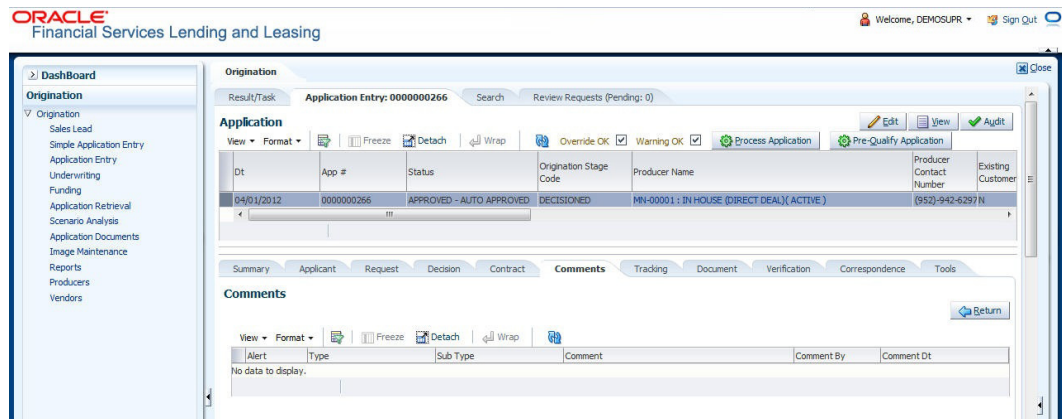 ORACLE®
Financial Services Lending and Leasing
Welcome, DEMOSUPR
Sign Out
Close
DashBoard
Origination
Origination
Sales Lead
Simple Application Entry
Application Entry
Underwriting
Funding
Application Retrieval
Scenario Analysis
Application Documents
Image Maintenance
Reports
Producers
Vendors
Origination
Result/Task Application Entry: 0000000266 Search Review Requests (Pending: 0)
Application
Edit View Audit
View Format Freeze Detach Wrap Override OK Warning OK Process Application Pre-Qualify Application
Dt App # Status Origination Stage Code Producer Name Producer Contact Number Existing Customer
04/01/2012 0000000266 APPROVED - AUTO APPROVED DECISIONED MN-00001 : IN HOUSE (DIRECT DEAL)( ACTIVE ) (952)-942-6297 N
Summary Applicant Request Decision Contract Comments Tracking Document Verification Correspondence Tools
Comments
Return
View Format Freeze Detach Wrap
Alert Type Sub Type Comment Comment By Comment Dt
No data to display.